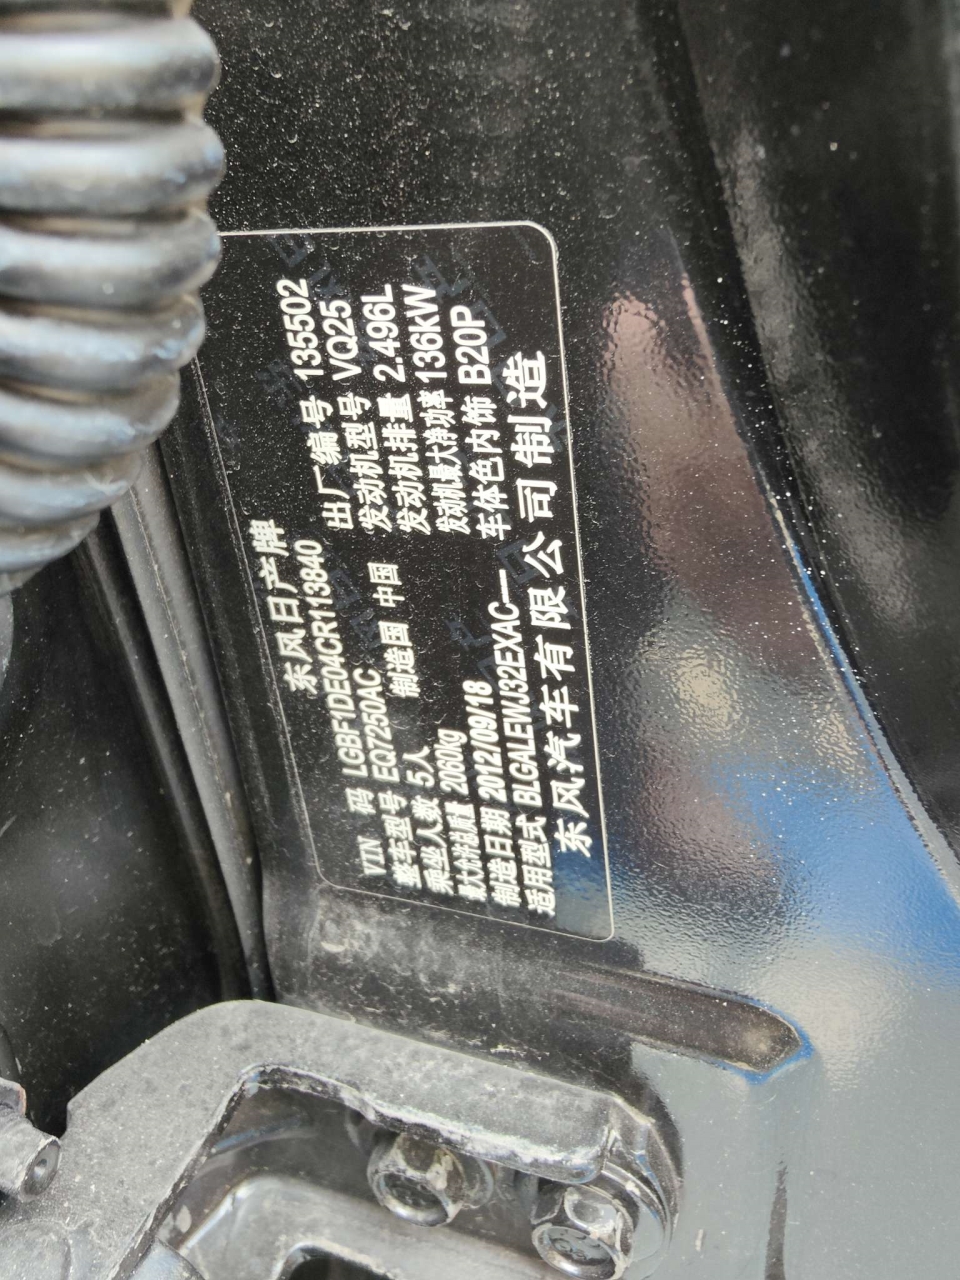 东风日产牌
VIN 码 LGBF1DE04CR113840 出厂编号 135502
整车型号 EQ7250AC 发动机型号 VQ25
乘坐人数 5人 制造国 中国 发动机排量 2.496L
最大允许总质量 2060kg 发动机最大净功率 136kW
制造日期 2012/09/18 车体色内饰 B20P
适用型式 BLGALEWJ32EXAC—
东风汽车有限公司制造